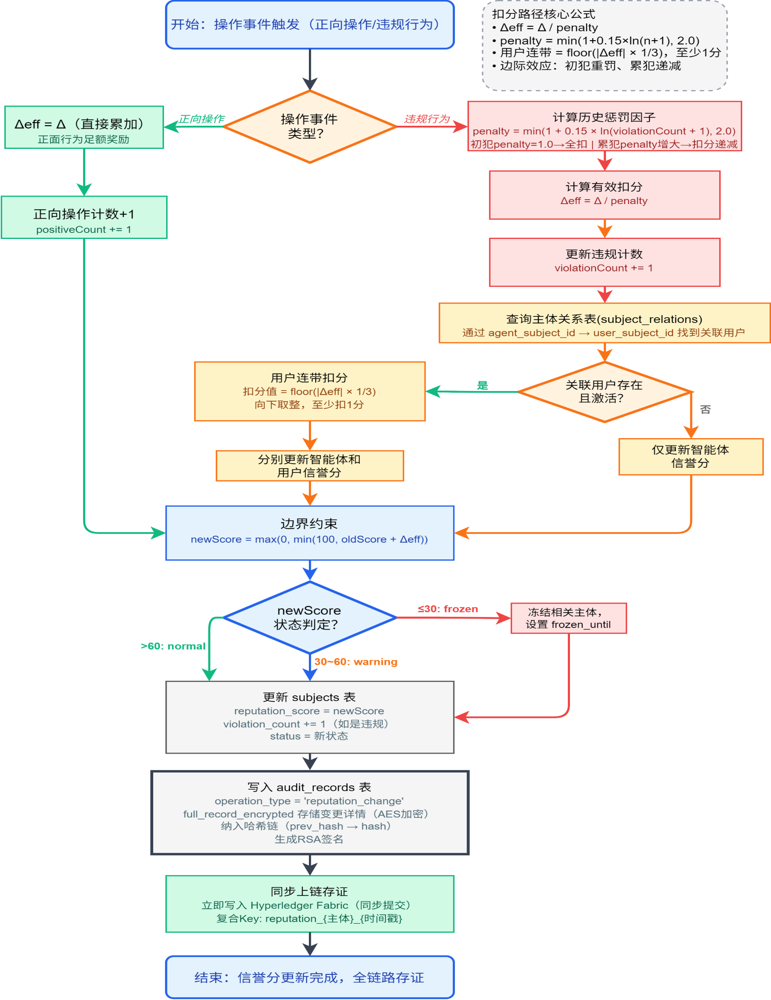 开始：操作事件触发（正向操作/违规行为）
扣分路径核心公式
• Δeff = Δ / penalty
• penalty = min(1+0.15×ln(n+1), 2.0)
• 用户连带 = floor(|Δeff| × 1/3)，至少1分
• 边际效应：初犯重罚、累犯递减
操作事件
类型？
正向操作
违规行为
Δeff = Δ（直接累加）
正面行为足额奖励
正向操作计数+1
positiveCount += 1
计算历史惩罚因子
penalty = min(1 + 0.15 × ln(violationCount + 1), 2.0)
初犯penalty=1.0→全扣 | 累犯penalty增大→扣分递减
计算有效扣分
Δeff = Δ / penalty
更新违规计数
violationCount += 1
查询主体关系表(subject_relations)
通过 agent_subject_id → user_subject_id 找到关联用户
关联用户存在
且激活？
是
否
用户连带扣分
扣分值 = floor(|Δeff| × 1/3)
向下取整，至少扣1分
分别更新智能体和
用户信誉分
仅更新智能体
信誉分
边界约束
newScore = max(0, min(100, oldScore + Δeff))
newScore
状态判定？
≤30: frozen
冻结相关主体，
设置 frozen_until
>60: normal
30~60: warning
更新 subjects 表
reputation_score = newScore
violation_count += 1（如是违规）
status = 新状态
写入 audit_records 表
operation_type = 'reputation_change'
full_record_encrypted 存储变更详情（AES加密）
纳入哈希链（prev_hash → hash）
生成RSA签名
同步上链存证
立即写入 Hyperledger Fabric（同步提交）
复合Key: reputation_{主体}_{时间戳}
结束：信誉分更新完成，全链路存证